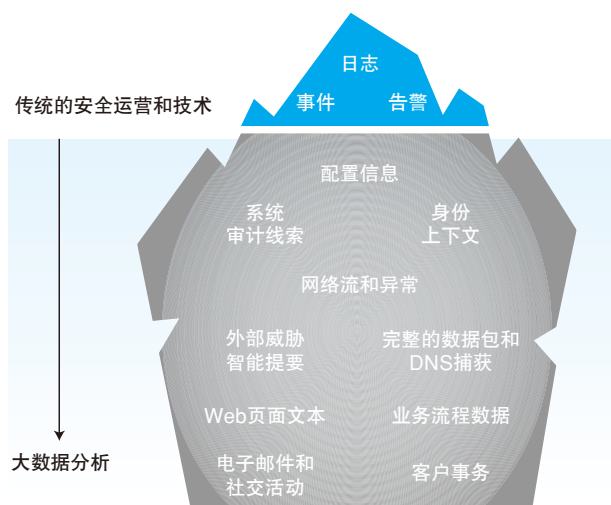 日志
事件 告警
传统的安全运营和技术
配置信息
系统
审计线索
身份
上下文
网络流和异常
外部威胁
智能提要
完整的数据包和
DNS捕获
Web页面文本
业务流程数据
大数据分析
电子邮件和
社交活动
客户事务